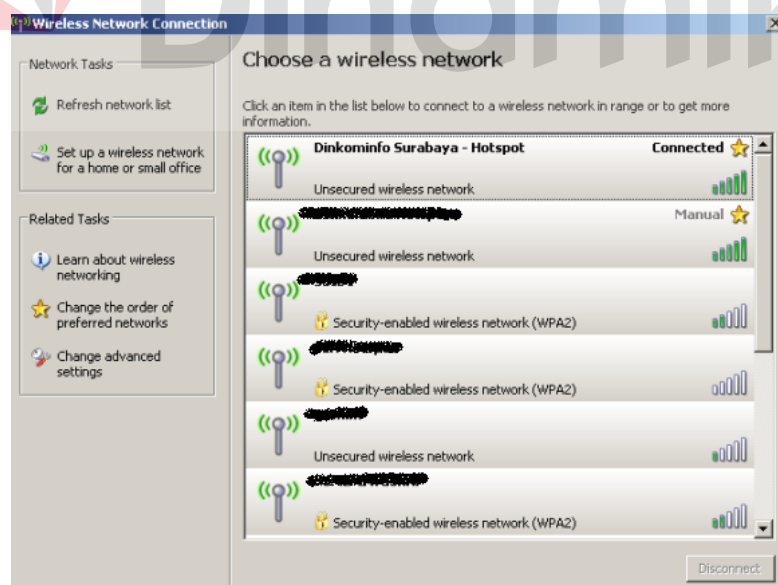 Wireless Network Connection
Network Tasks
Refresh network list
Set up a wireless network
for a home or small office
Related Tasks
Learn about wireless
networking
Change the order of
preferred networks
Change advanced
settings
Choose a wireless network
Click an item in the list below to connect to a wireless network in range or to get more
information.
Dinkominfo Surabaya - Hotspot Connected
Unsecured wireless network
Manual
Unsecured wireless network
Security-enabled wireless network (WPA2)
Security-enabled wireless network (WPA2)
Unsecured wireless network
Security-enabled wireless network (WPA2)
Disconnect